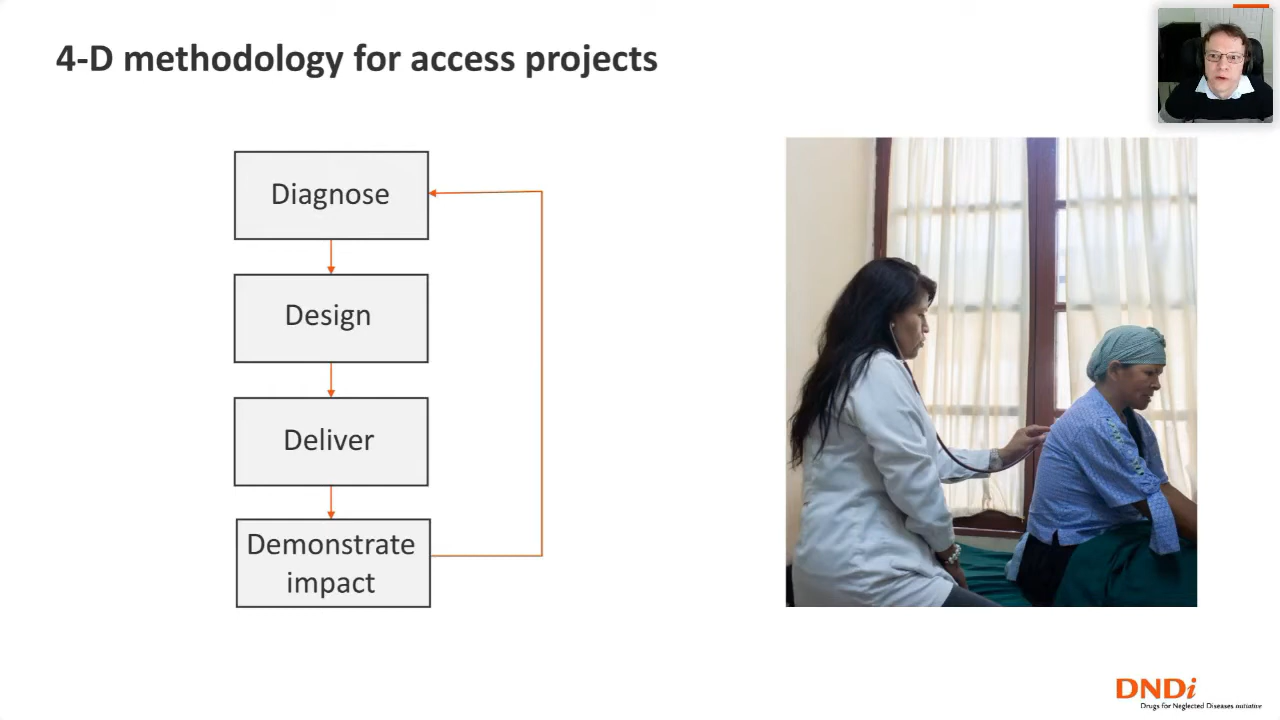 4-D methodology for access projects
Diagnose
Design
Deliver
Demonstrate
impact
DNDi
Drugs for Neglected Diseases initiative